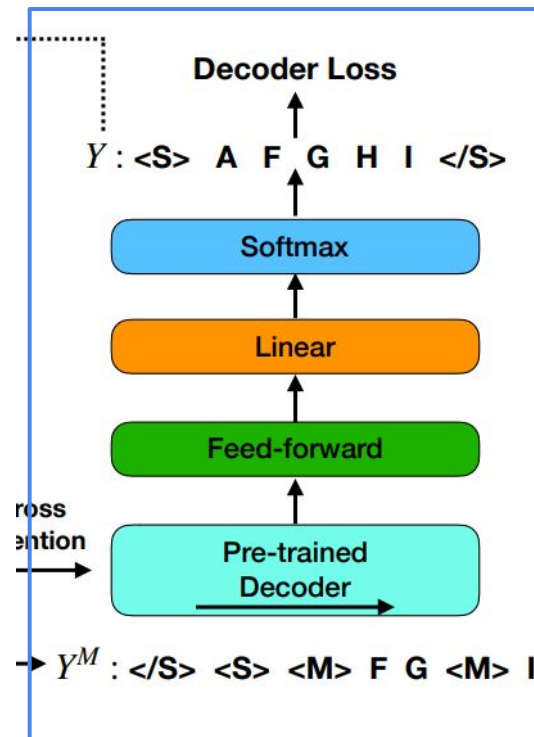 Decoder Loss
Y : <S> A F G H I </S>
Softmax
Linear
Feed-forward
ross
ention
Pre-trained
Decoder
Y^M : </S> <S> <M> F G <M> I